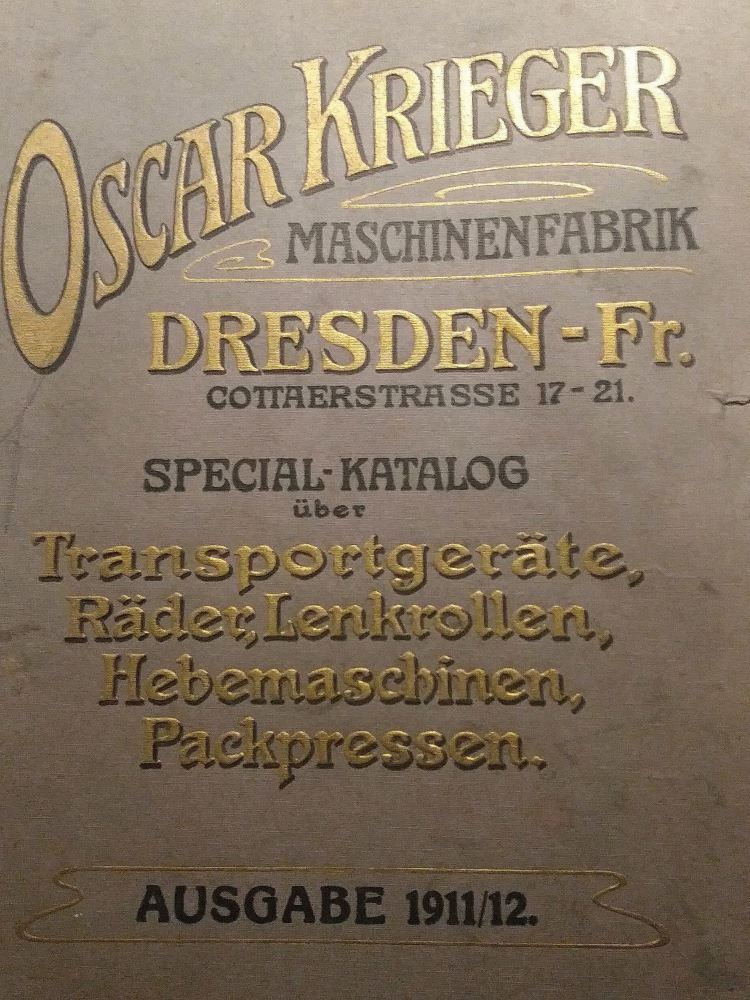 OSCAR KRIEGER
MASCHINENFABRIK
DRESDEN-Fr.
COTTAERSTRASSE 17-21.
SPECIAL-KATALOG
über
Transportgeräte,
Räder, Lenkrollen,
Hebemaschinen,
Packpressen.
AUSGABE 1911/12.